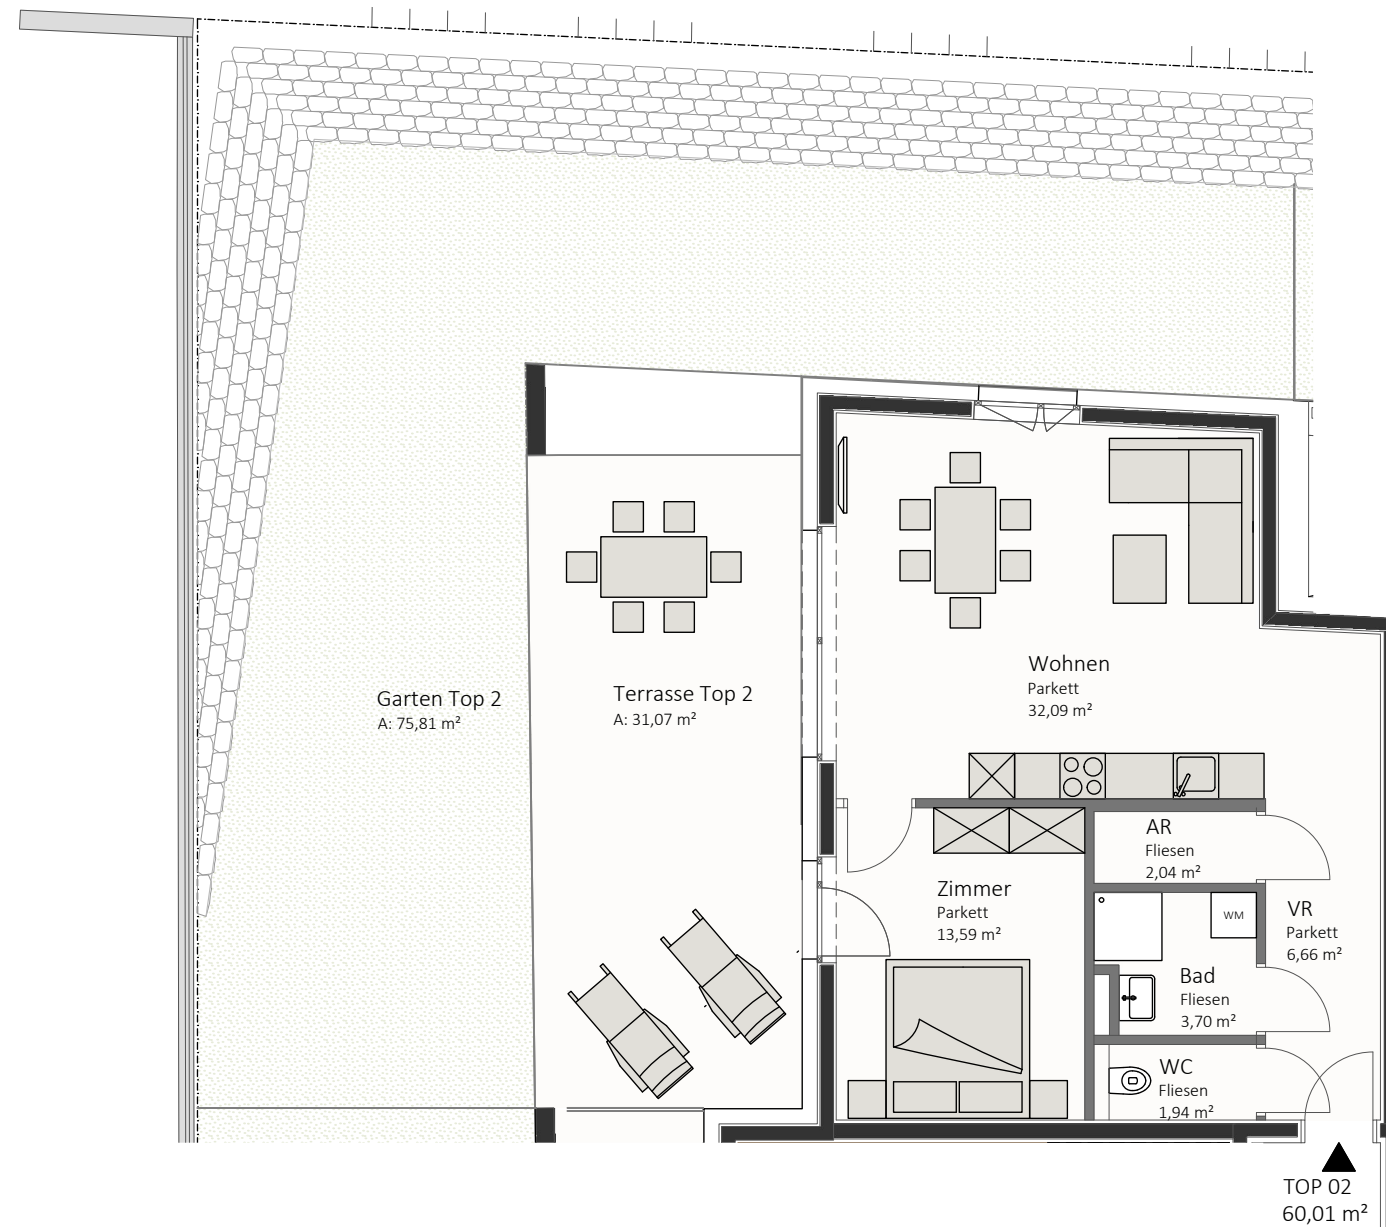 Garten Top 2
A: 75,81 m²
Terrasse Top 2
A: 31,07 m²
Wohnen
Parkett
32,09 m²
AR
Fliesen
2,04 m²
Zimmer
Parkett
13,59 m²
WM
VR
Parkett
6,66 m²
Bad
Fliesen
3,70 m²
WC
Fliesen
1,94 m²
TOP 02
60,01 m²